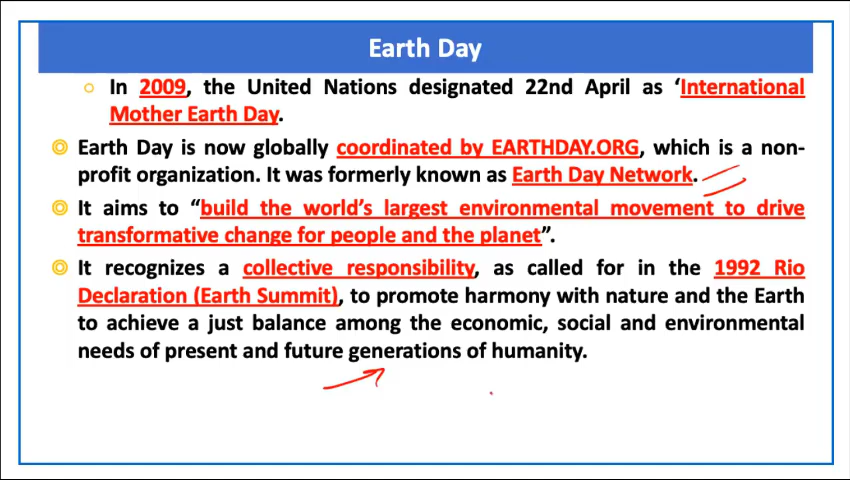 Earth Day
In 2009, the United Nations designated 22nd April as ‘International
Mother Earth Day.
Earth Day is now globally coordinated by EARTHDAY.ORG, which is a non-
profit organization. It was formerly known as Earth Day Network.
It aims to “build the world’s largest environmental movement to drive
transformative change for people and the planet”.
It recognizes a collective responsibility, as called for in the 1992 Rio
Declaration (Earth Summit), to promote harmony with nature and the Earth
to achieve a just balance among the economic, social and environmental
needs of present and future generations of humanity.